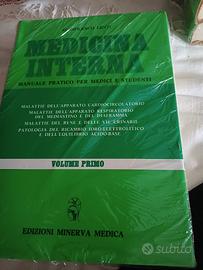 MEDICINA
INTERNA
MANUALE PRATICO PER MEDICI E STUDENTI
MALATTIE DELL'APPARATO CARDIOCIRCOLATORIO
MALATTIE DELL'APPARATO RESPIRATORIO
DEL MEDIASTINO E DEL DIAFRAMMA
MALATTIE DEL RENE E DELLE VIE URINARIE
PATOLOGIA DEL RICAMBIO IDROELETTROLITICO
E DELL'EQUILIBRIO ACIDO-BASE
VOLUME PRIMO
EDIZIONI MINERVA MEDICA
subito